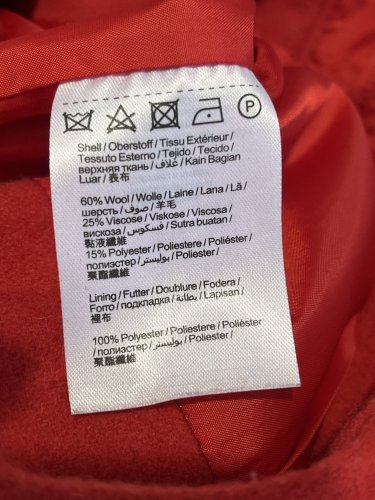 P
Shell / Oberstoff / Tissu Extérieur /
Tessuto Esterno / Tejido / Tecido /
верхняя ткань / غلاف / Kain Bagian
Luar / 表布
60% Wool / Wolle / Laine / Lana / Lã /
шерсть / صوف / 羊毛
25% Viscose / Viskose / Viscosa /
вискоза / فسكوس / Sutra buatan /
黏液纖維
15% Polyester / Poliestere / Poliéster /
полиэстер / بوليستر / Poliester /
聚酯纖維
Lining / Futter / Doublure / Fodera /
Forro / подкладка / بطانة / Lapisan /
裡布
100% Polyester / Poliestere / Poliéster
/ полиэстер / بوليستر / Poliester /
聚酯纖維